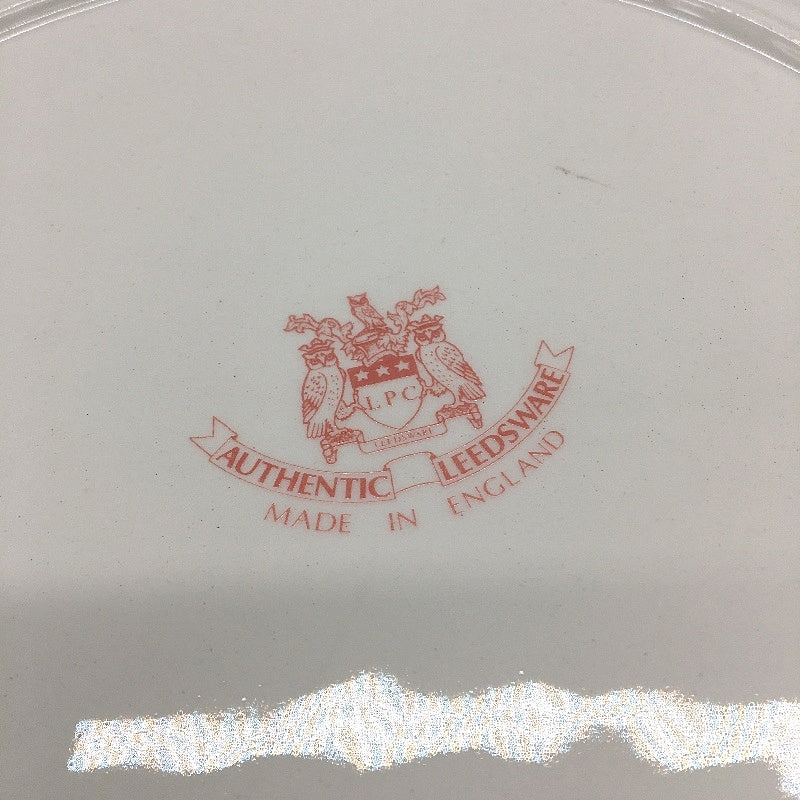 L P C
LEEDSWARE
AUTHENTIC LEEDSWARE
MADE IN ENGLAND